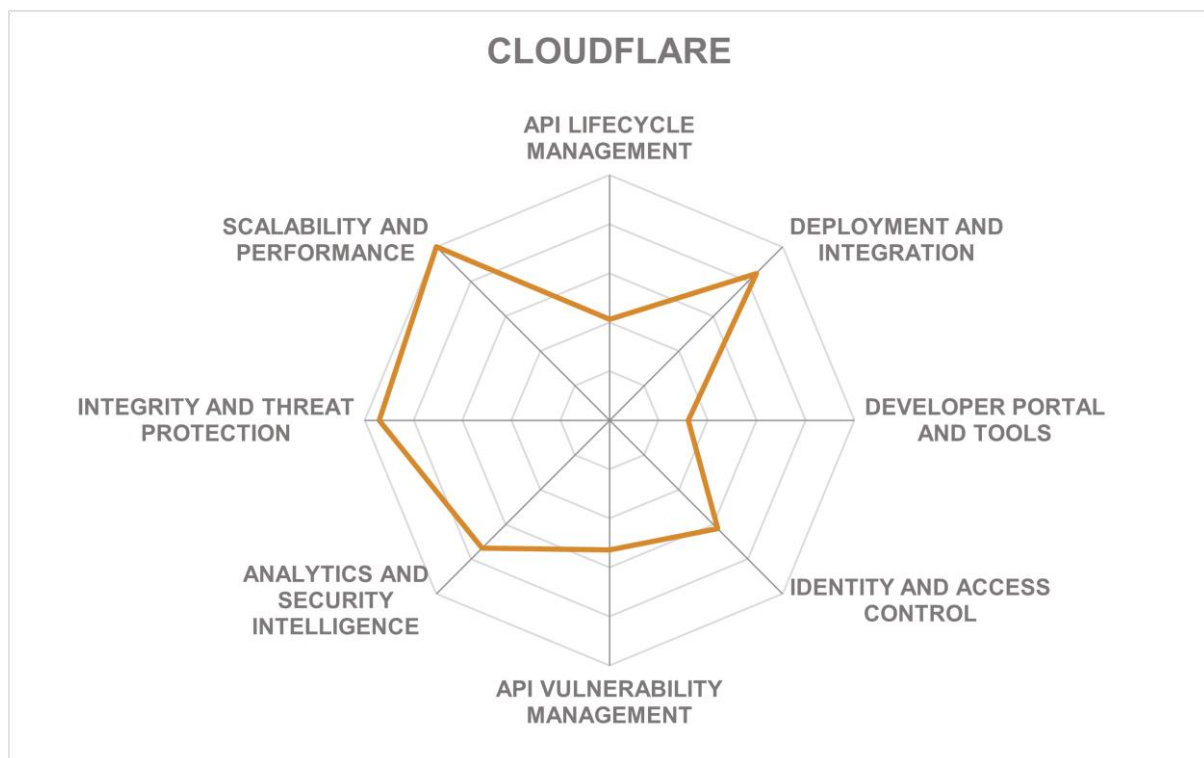 CLOUDFLARE
API LIFECYCLE
MANAGEMENT
SCALABILITY AND
PERFORMANCE
DEPLOYMENT AND
INTEGRATION
INTEGRITY AND THREAT
PROTECTION
DEVELOPER PORTAL
AND TOOLS
ANALYTICS AND
SECURITY
INTELLIGENCE
IDENTITY AND ACCESS
CONTROL
API VULNERABILITY
MANAGEMENT